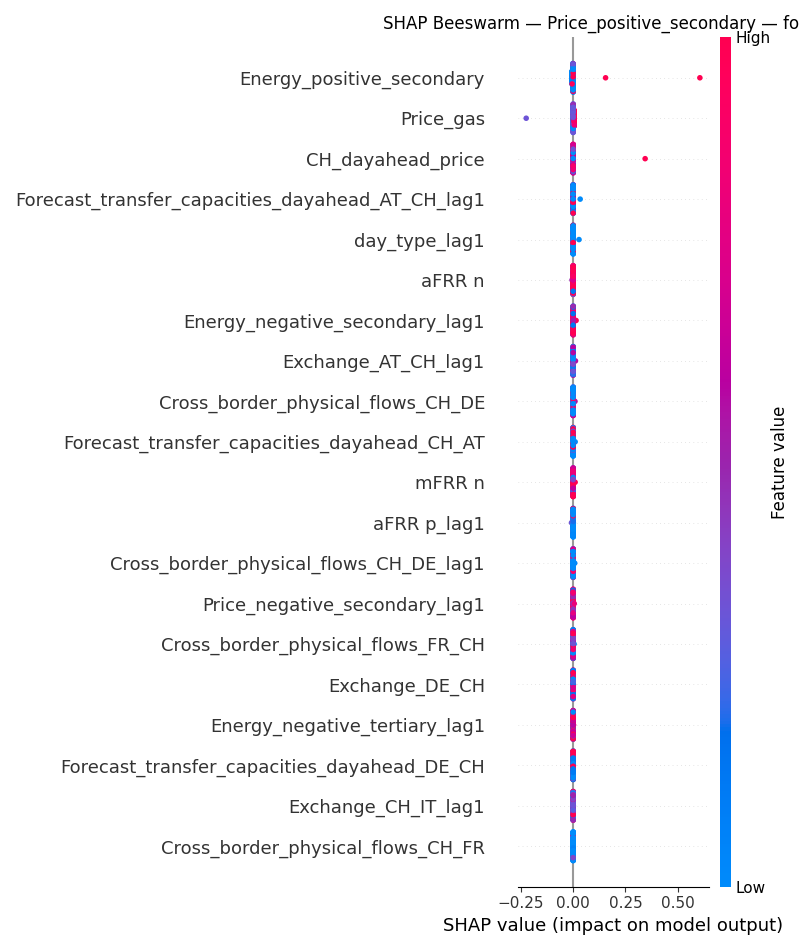 SHAP Beeswarm — Price_positive_secondary — fo
High
Energy_positive_secondary
Price_gas
CH_dayahead_price
Forecast_transfer_capacities_dayahead_AT_CH_lag1
day_type_lag1
aFRR n
Energy_negative_secondary_lag1
Exchange_AT_CH_lag1
Cross_border_physical_flows_CH_DE
Forecast_transfer_capacities_dayahead_CH_AT
mFRR n
aFRR p_lag1
Cross_border_physical_flows_CH_DE_lag1
Price_negative_secondary_lag1
Cross_border_physical_flows_FR_CH
Exchange_DE_CH
Energy_negative_tertiary_lag1
Forecast_transfer_capacities_dayahead_DE_CH
Exchange_CH_IT_lag1
Cross_border_physical_flows_CH_FR
Feature value
Low
−0.25 0.00 0.25 0.50
SHAP value (impact on model output)